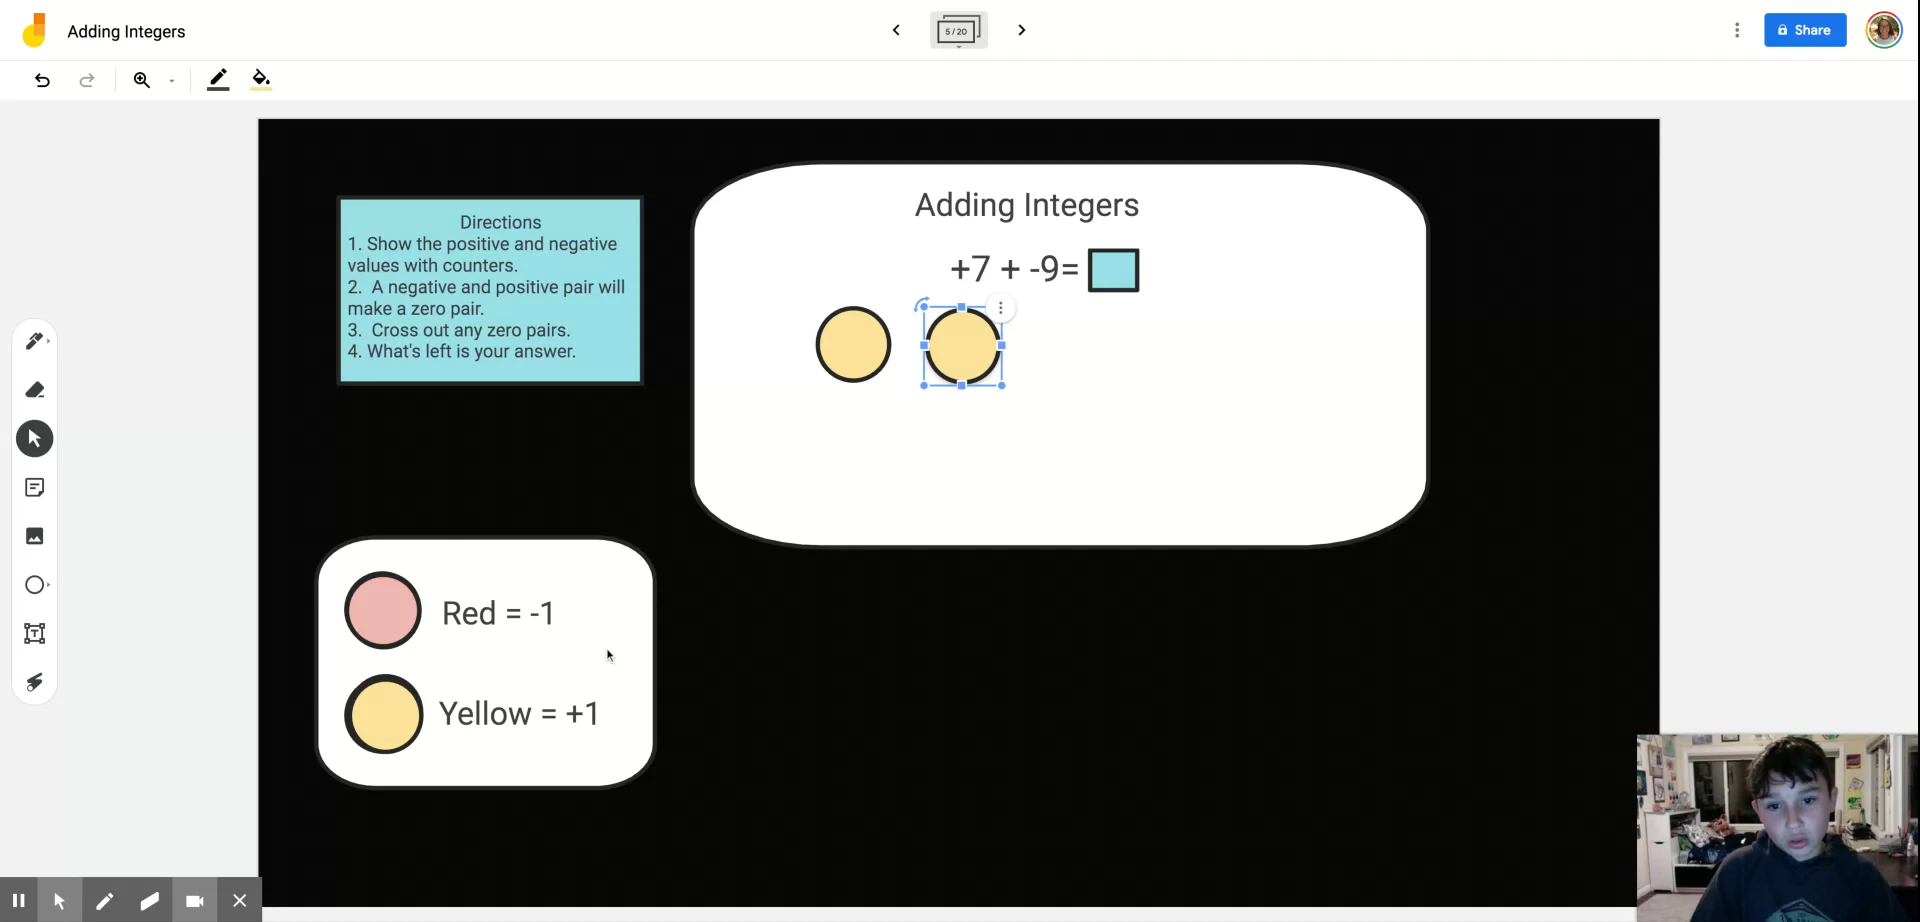 Adding Integers
5 / 20
Share
Directions
1. Show the positive and negative
values with counters.
2. A negative and positive pair will
make a zero pair.
3. Cross out any zero pairs.
4. What's left is your answer.
Adding Integers
+7 + -9=
Red = -1
Yellow = +1